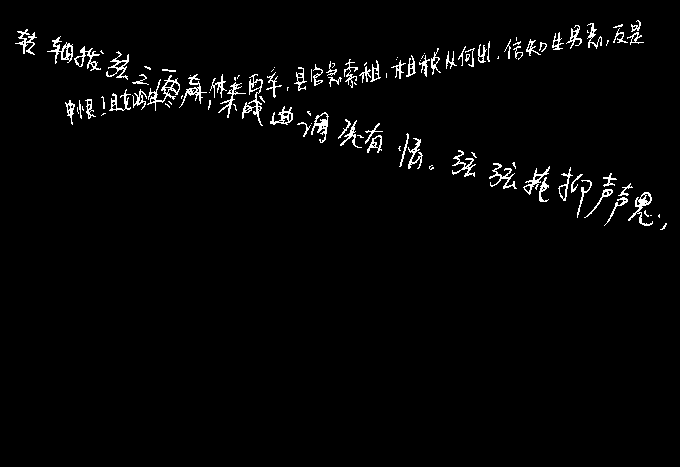 转轴拨弦三两声,未成曲调先有情。弦弦掩抑声声思,
申恨!且如今年冬,未休关西卒,县官急索租,租税从何出.信知生男恶,反是